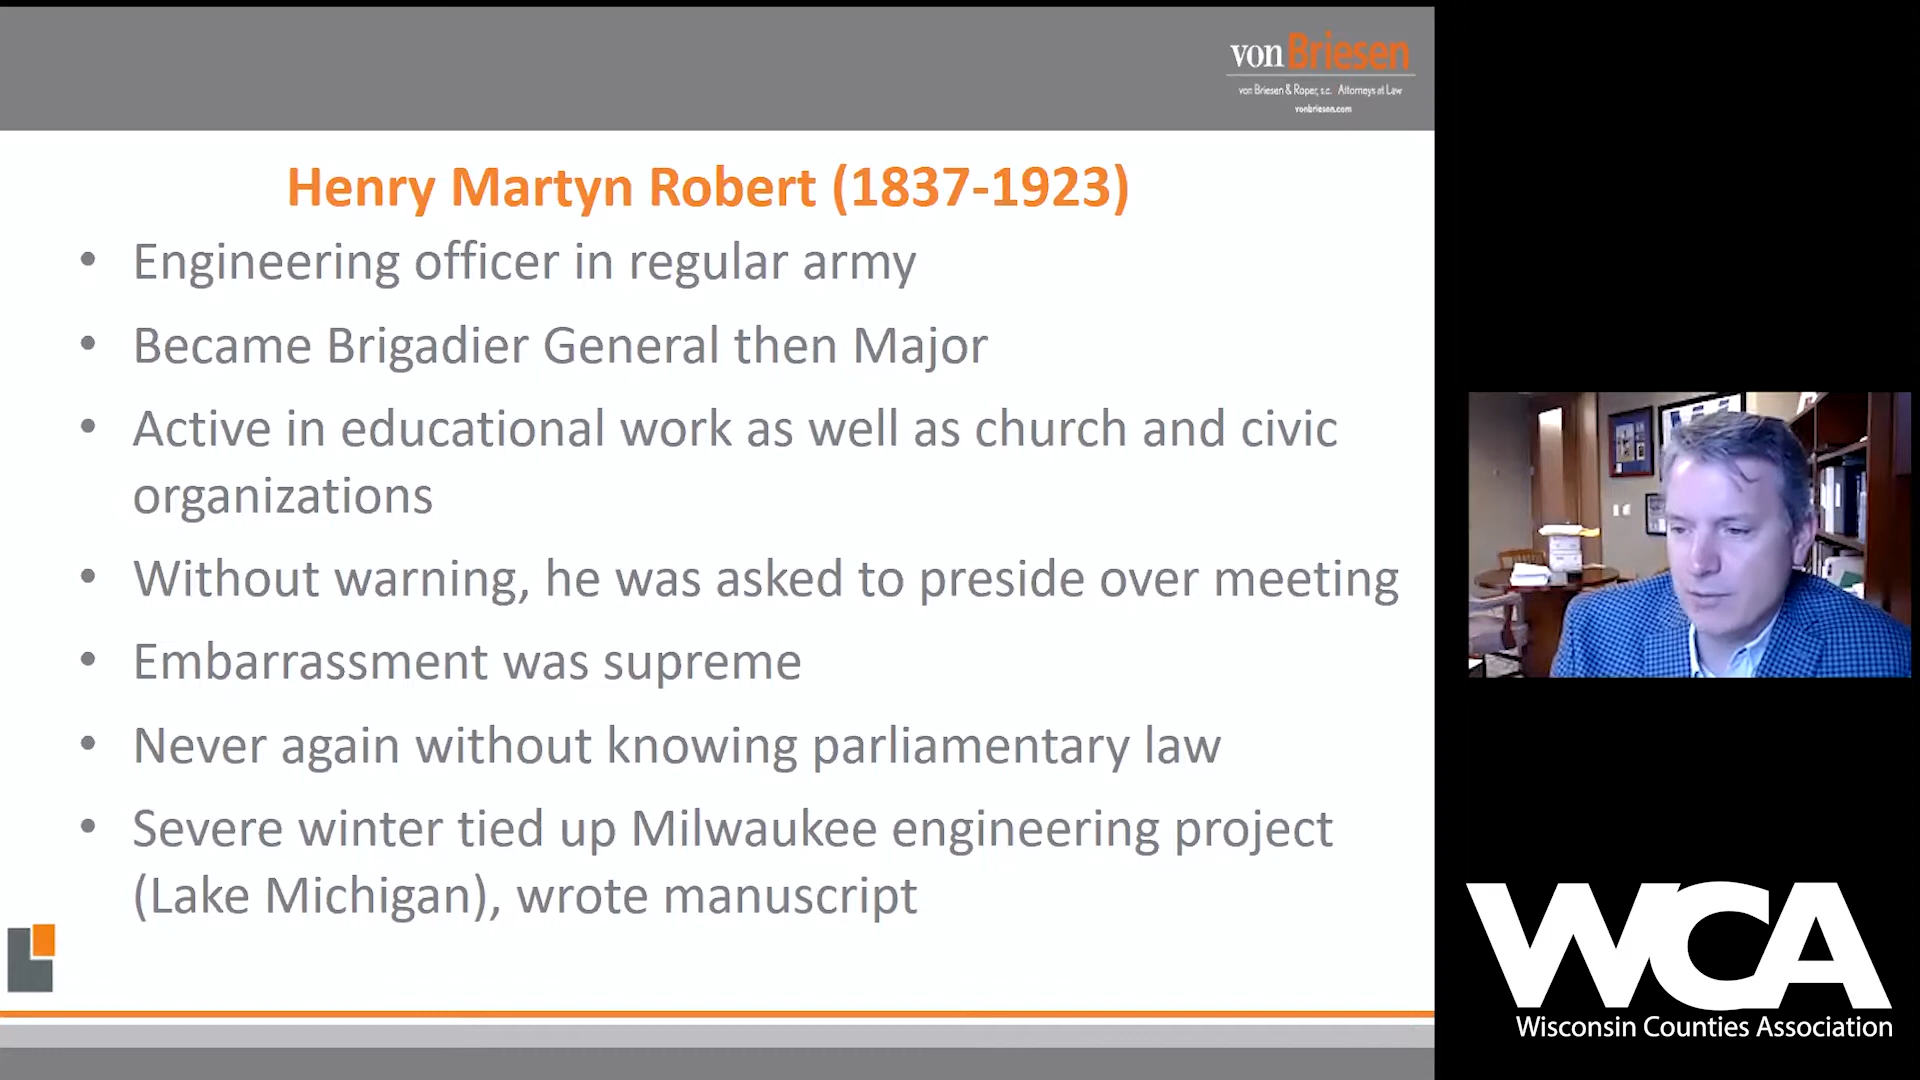 vonBriesen
von Briesen & Roper, s.c. Attorneys at Law
vonbriesen.com
Henry Martyn Robert (1837-1923)
• Engineering officer in regular army
• Became Brigadier General then Major
• Active in educational work as well as church and civic
organizations
• Without warning, he was asked to preside over meeting
• Embarrassment was supreme
• Never again without knowing parliamentary law
• Severe winter tied up Milwaukee engineering project
(Lake Michigan), wrote manuscript
WCA
Wisconsin Counties Association